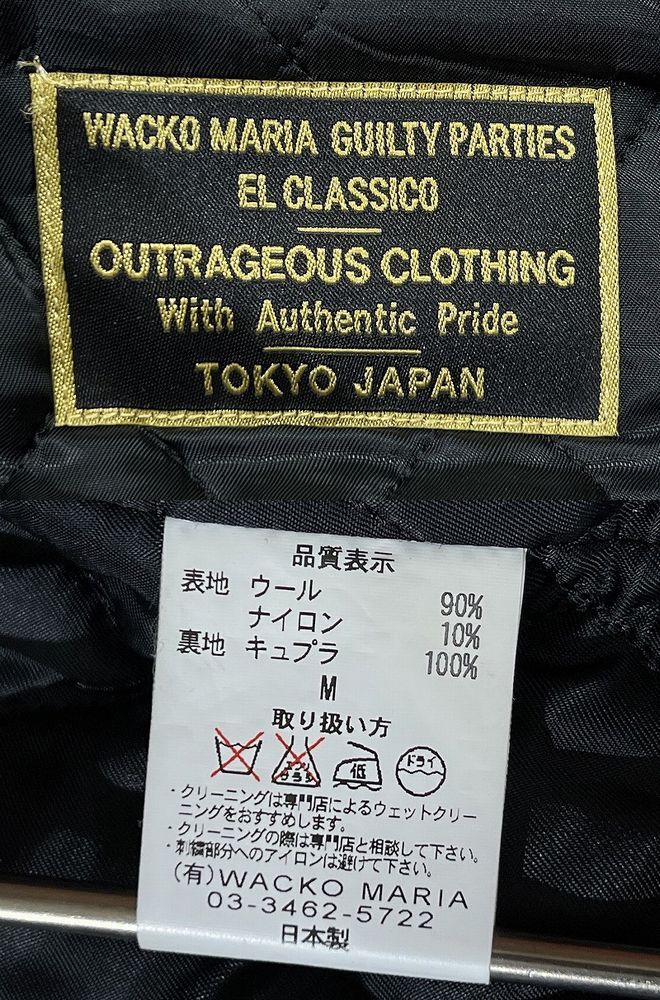 WACKO MARIA GUILTY PARTIES
EL CLASSICO
OUTRAGEOUS CLOTHING
With Authentic Pride
TOKYO JAPAN
品質表示
表地 ウール 90%
ナイロン 10%
裏地 キュプラ 100%
M
取り扱い方
エンソ サラシ 低 ドライ
・クリーニングは専門店によるウェットクリー
ニングをおすすめします。
・クリーニングの際は専門店と相談して下さい。
・刺繍部分へのアイロンは避けて下さい。
(有)WACKO MARIA
03-3462-5722
日本製